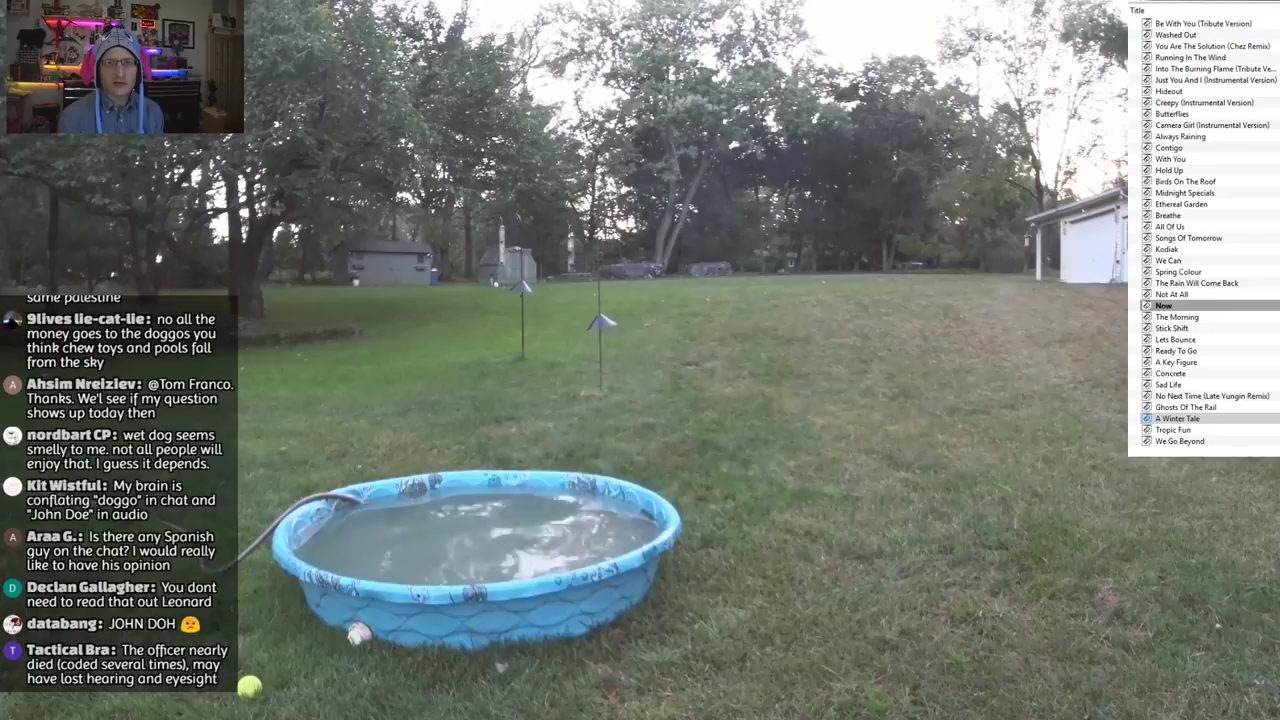 same palestine
9lives lie-cat-lie: no all the
money goes to the doggos you
think chew toys and pools fall
from the sky
A Ahsim Nreiziev: @Tom Franco.
Thanks. We'l see if my question
shows up today then
nordbart CP: wet dog seems
smelly to me. not all people will
enjoy that. I guess it depends.
Kit Wistful: My brain is
conflating "doggo" in chat and
"John Doe" in audio
A Araa G.: Is there any Spanish
guy on the chat? I would really
like to have his opinion
D Declan Gallagher: You dont
need to read that out Leonard
databang: JOHN DOH
T Tactical Bra: The officer nearly
died (coded several times), may
have lost hearing and eyesight
Title
Be With You (Tribute Version)
Washed Out
You Are The Solution (Chez Remix)
Running In The Wind
Into The Burning Flame (Tribute Ve...
Just You And I (Instrumental Version)
Hideout
Creepy (Instrumental Version)
Butterflies
Camera Girl (Instrumental Version)
Always Raining
Contigo
With You
Hold Up
Birds On The Roof
Midnight Specials
Ethereal Garden
Breathe
All Of Us
Songs Of Tomorrow
Kodiak
We Can
Spring Colour
The Rain Will Come Back
Not At All
Now
The Morning
Stick Shift
Lets Bounce
Ready To Go
A Key Figure
Concrete
Sad Life
No Next Time (Late Yungin Remix)
Ghosts Of The Rail
A Winter Tale
Tropic Fun
We Go Beyond